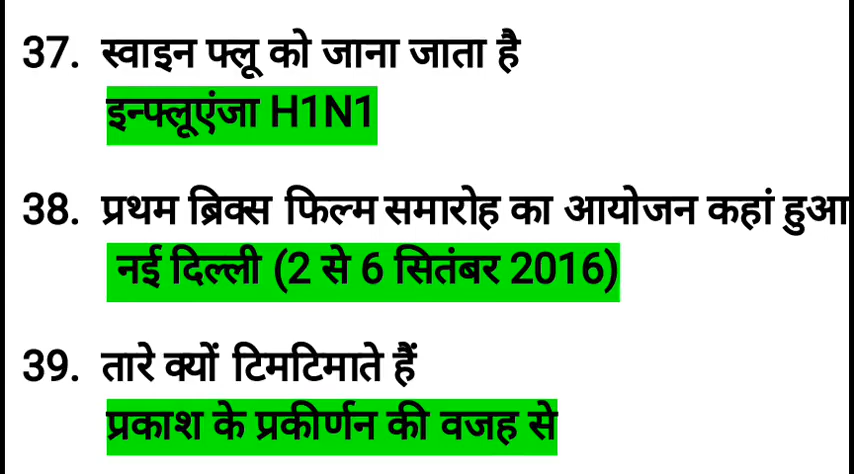 37. स्वाइन फ्लू को जाना जाता है
इन्फ्लूएंजा H1N1
38. प्रथम ब्रिक्स फिल्म समारोह का आयोजन कहां हुआ
नई दिल्ली (2 से 6 सितंबर 2016)
39. तारे क्यों टिमटिमाते हैं
प्रकाश के प्रकीर्णन की वजह से